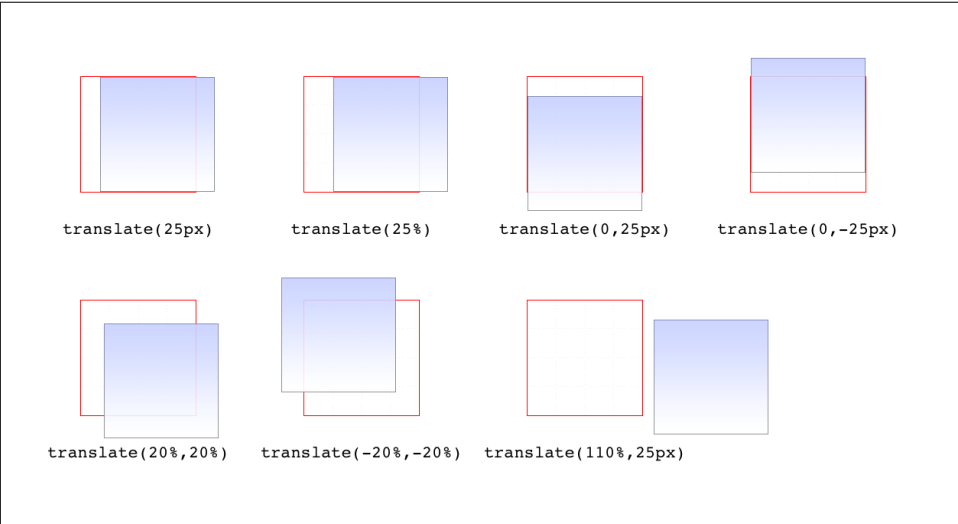 translate(25px)
translate(25%)
translate(0,25px)
translate(0,-25px)
translate(20%,20%)
translate(-20%,-20%)
translate(110%,25px)